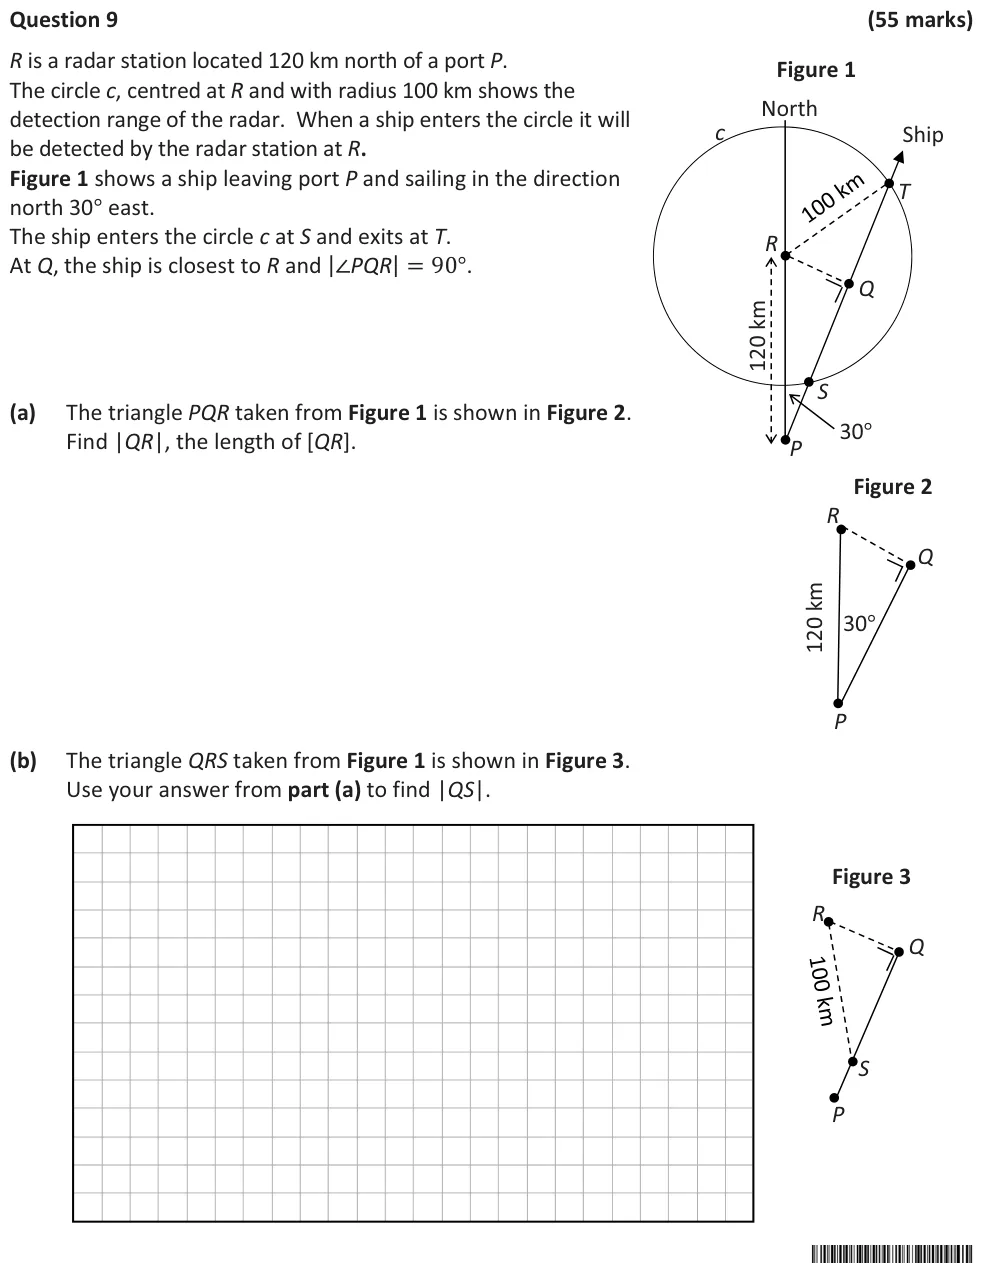 Question 9
(55 marks)
R is a radar station located 120 km north of a port P.
The circle c, centred at R and with radius 100 km shows the
detection range of the radar. When a ship enters the circle it will
be detected by the radar station at R.
Figure 1 shows a ship leaving port P and sailing in the direction
north 30° east.
The ship enters the circle c at S and exits at T.
At Q, the ship is closest to R and |∠PQR| = 90°.
Figure 1
North
c
Ship
T
100 km
R
Q
120 km
S
30°
P
(a) The triangle PQR taken from Figure 1 is shown in Figure 2.
Find |QR|, the length of [QR].
Figure 2
R
Q
120 km
30°
P
(b) The triangle QRS taken from Figure 1 is shown in Figure 3.
Use your answer from part (a) to find |QS|.
Figure 3
R
Q
100 km
S
P